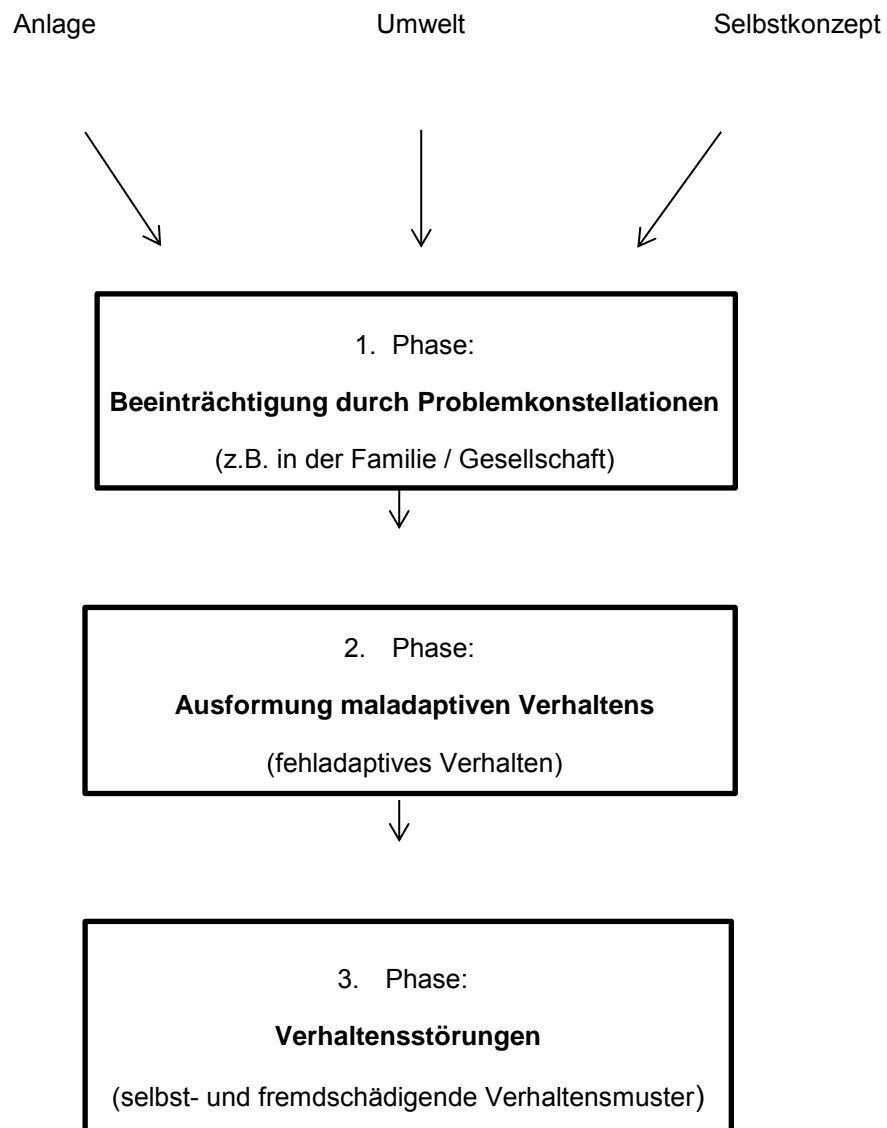 Anlage Umwelt Selbstkonzept
1. Phase:
Beeinträchtigung durch Problemkonstellationen
(z.B. in der Familie / Gesellschaft)
2. Phase:
Ausformung maladaptiven Verhaltens
(fehladaptives Verhalten)
3. Phase:
Verhaltensstörungen
(selbst- und fremdschädigende Verhaltensmuster)